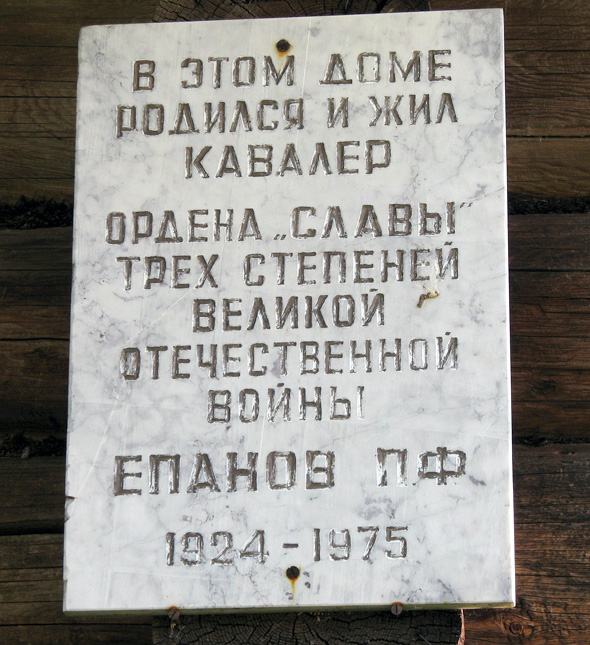 В ЭТОМ ДОМЕ
РОДИЛСЯ И ЖИЛ
КАВАЛЕР
ОРДЕНА „СЛАВЫ"
ТРЕХ СТЕПЕНЕЙ
ВЕЛИКОЙ
ОТЕЧЕСТВЕННОЙ
ВОЙНЫ
ЕПАНОВ П.Ф
1924-1975